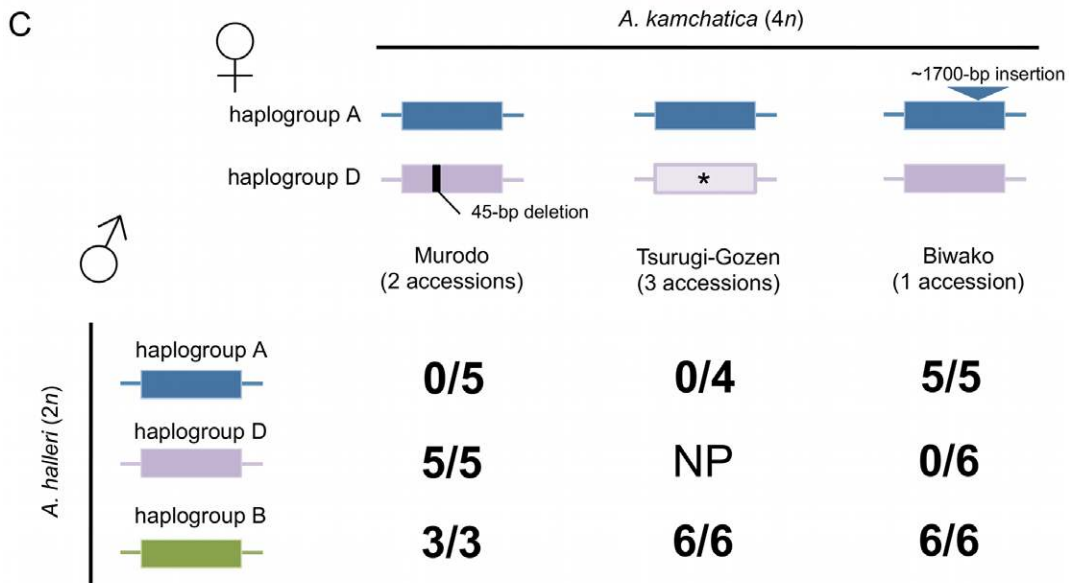 C
A. kamchatica (4n)
~1700-bp insertion
haplogroup A
haplogroup D
*
45-bp deletion
Murodo
(2 accessions)
Tsurugi-Gozen
(3 accessions)
Biwako
(1 accession)
A. halleri (2n)
haplogroup A
0/5 0/4 5/5
haplogroup D
5/5 NP 0/6
haplogroup B
3/3 6/6 6/6